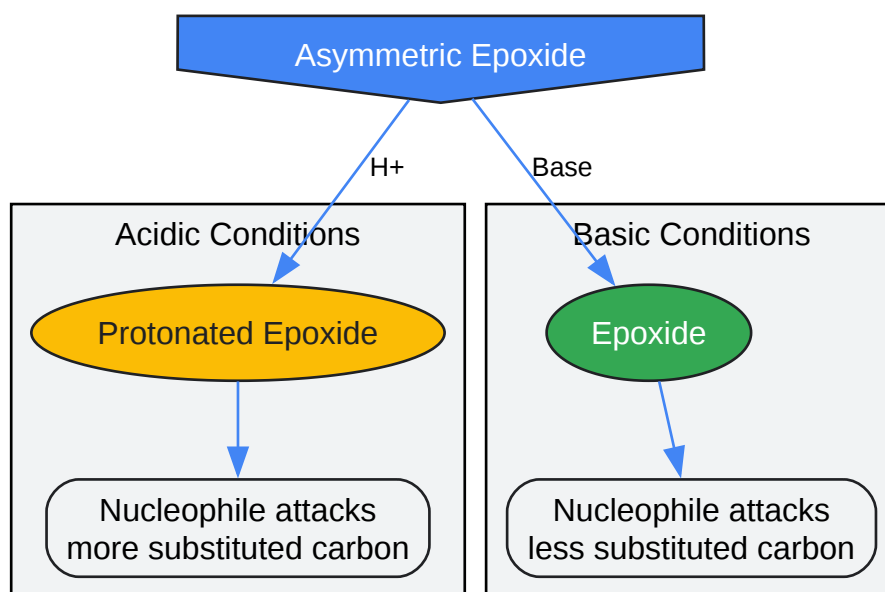 Asymmetric Epoxide
H+
Base
Acidic Conditions
Basic Conditions
Protonated Epoxide
Epoxide
Nucleophile attacks
more substituted carbon
Nucleophile attacks
less substituted carbon